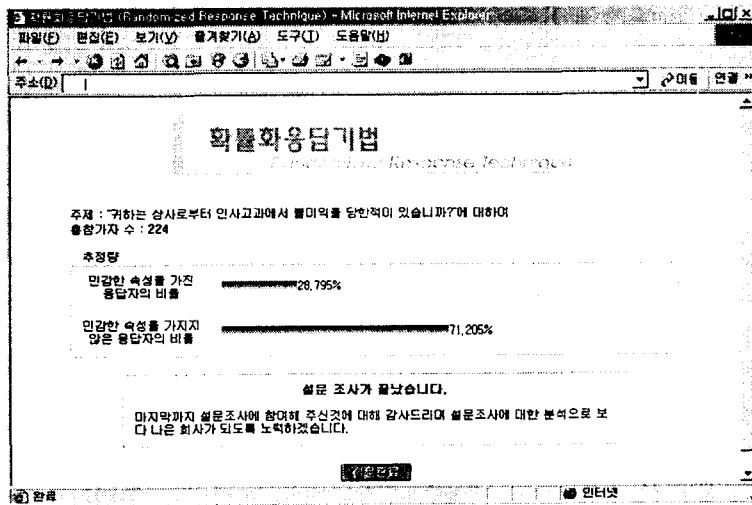 확률화응답기법 (Randomized Response Technique) - Microsoft Internet Explorer
파일(F) 편집(E) 보기(V) 즐겨찾기(A) 도구(T) 도움말(H)
주소(D) 이동 연결 »
확률화응답기법
Randomized Response Technique
주제 : "귀하는 상사로부터 인사고과에서 불이익을 당한적이 있습니까?"에 대하여
총참가자 수 : 224
추정량
민감한 속성를 가진
응답자의 비율
28,795%
민감한 속성를 가지지
않은 응답자의 비율
71,205%
설문 조사가 끝났습니다.
마지막까지 설문조사에 참여해 주신것에 대해 감사드리며 설문조사에 대한 분석으로 보
다 나은 회사가 되도록 노력하겠습니다.
완료
인터넷